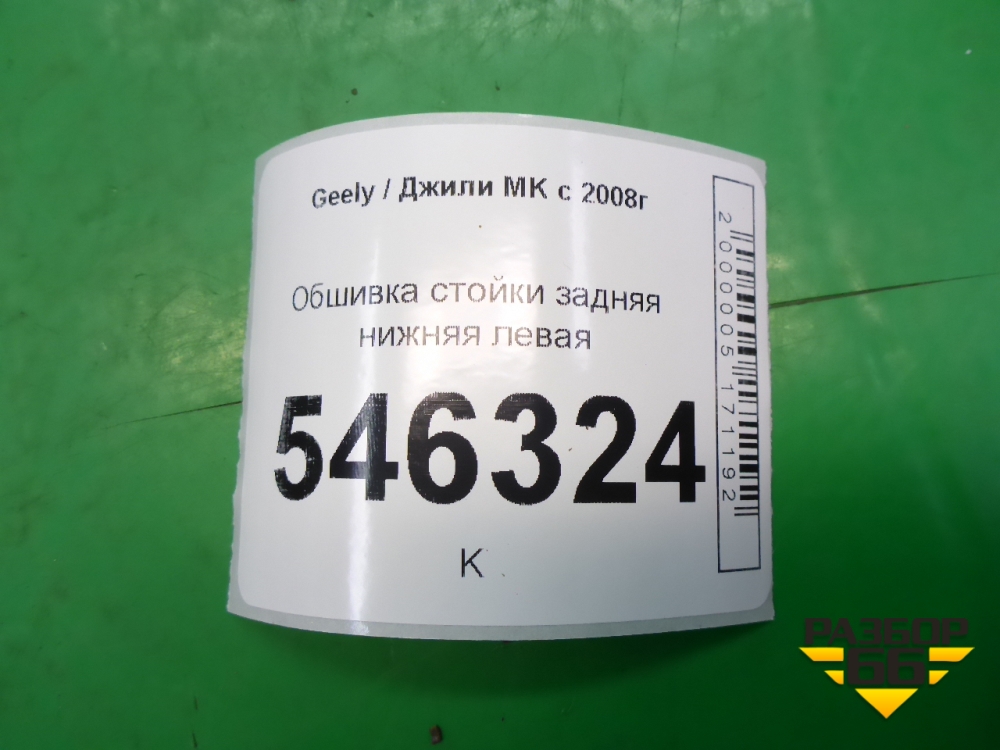 Geely / Джили МК с 2008г
Обшивка стойки задняя
нижняя левая
546324
К
2000005171192
РАЗБОР
66